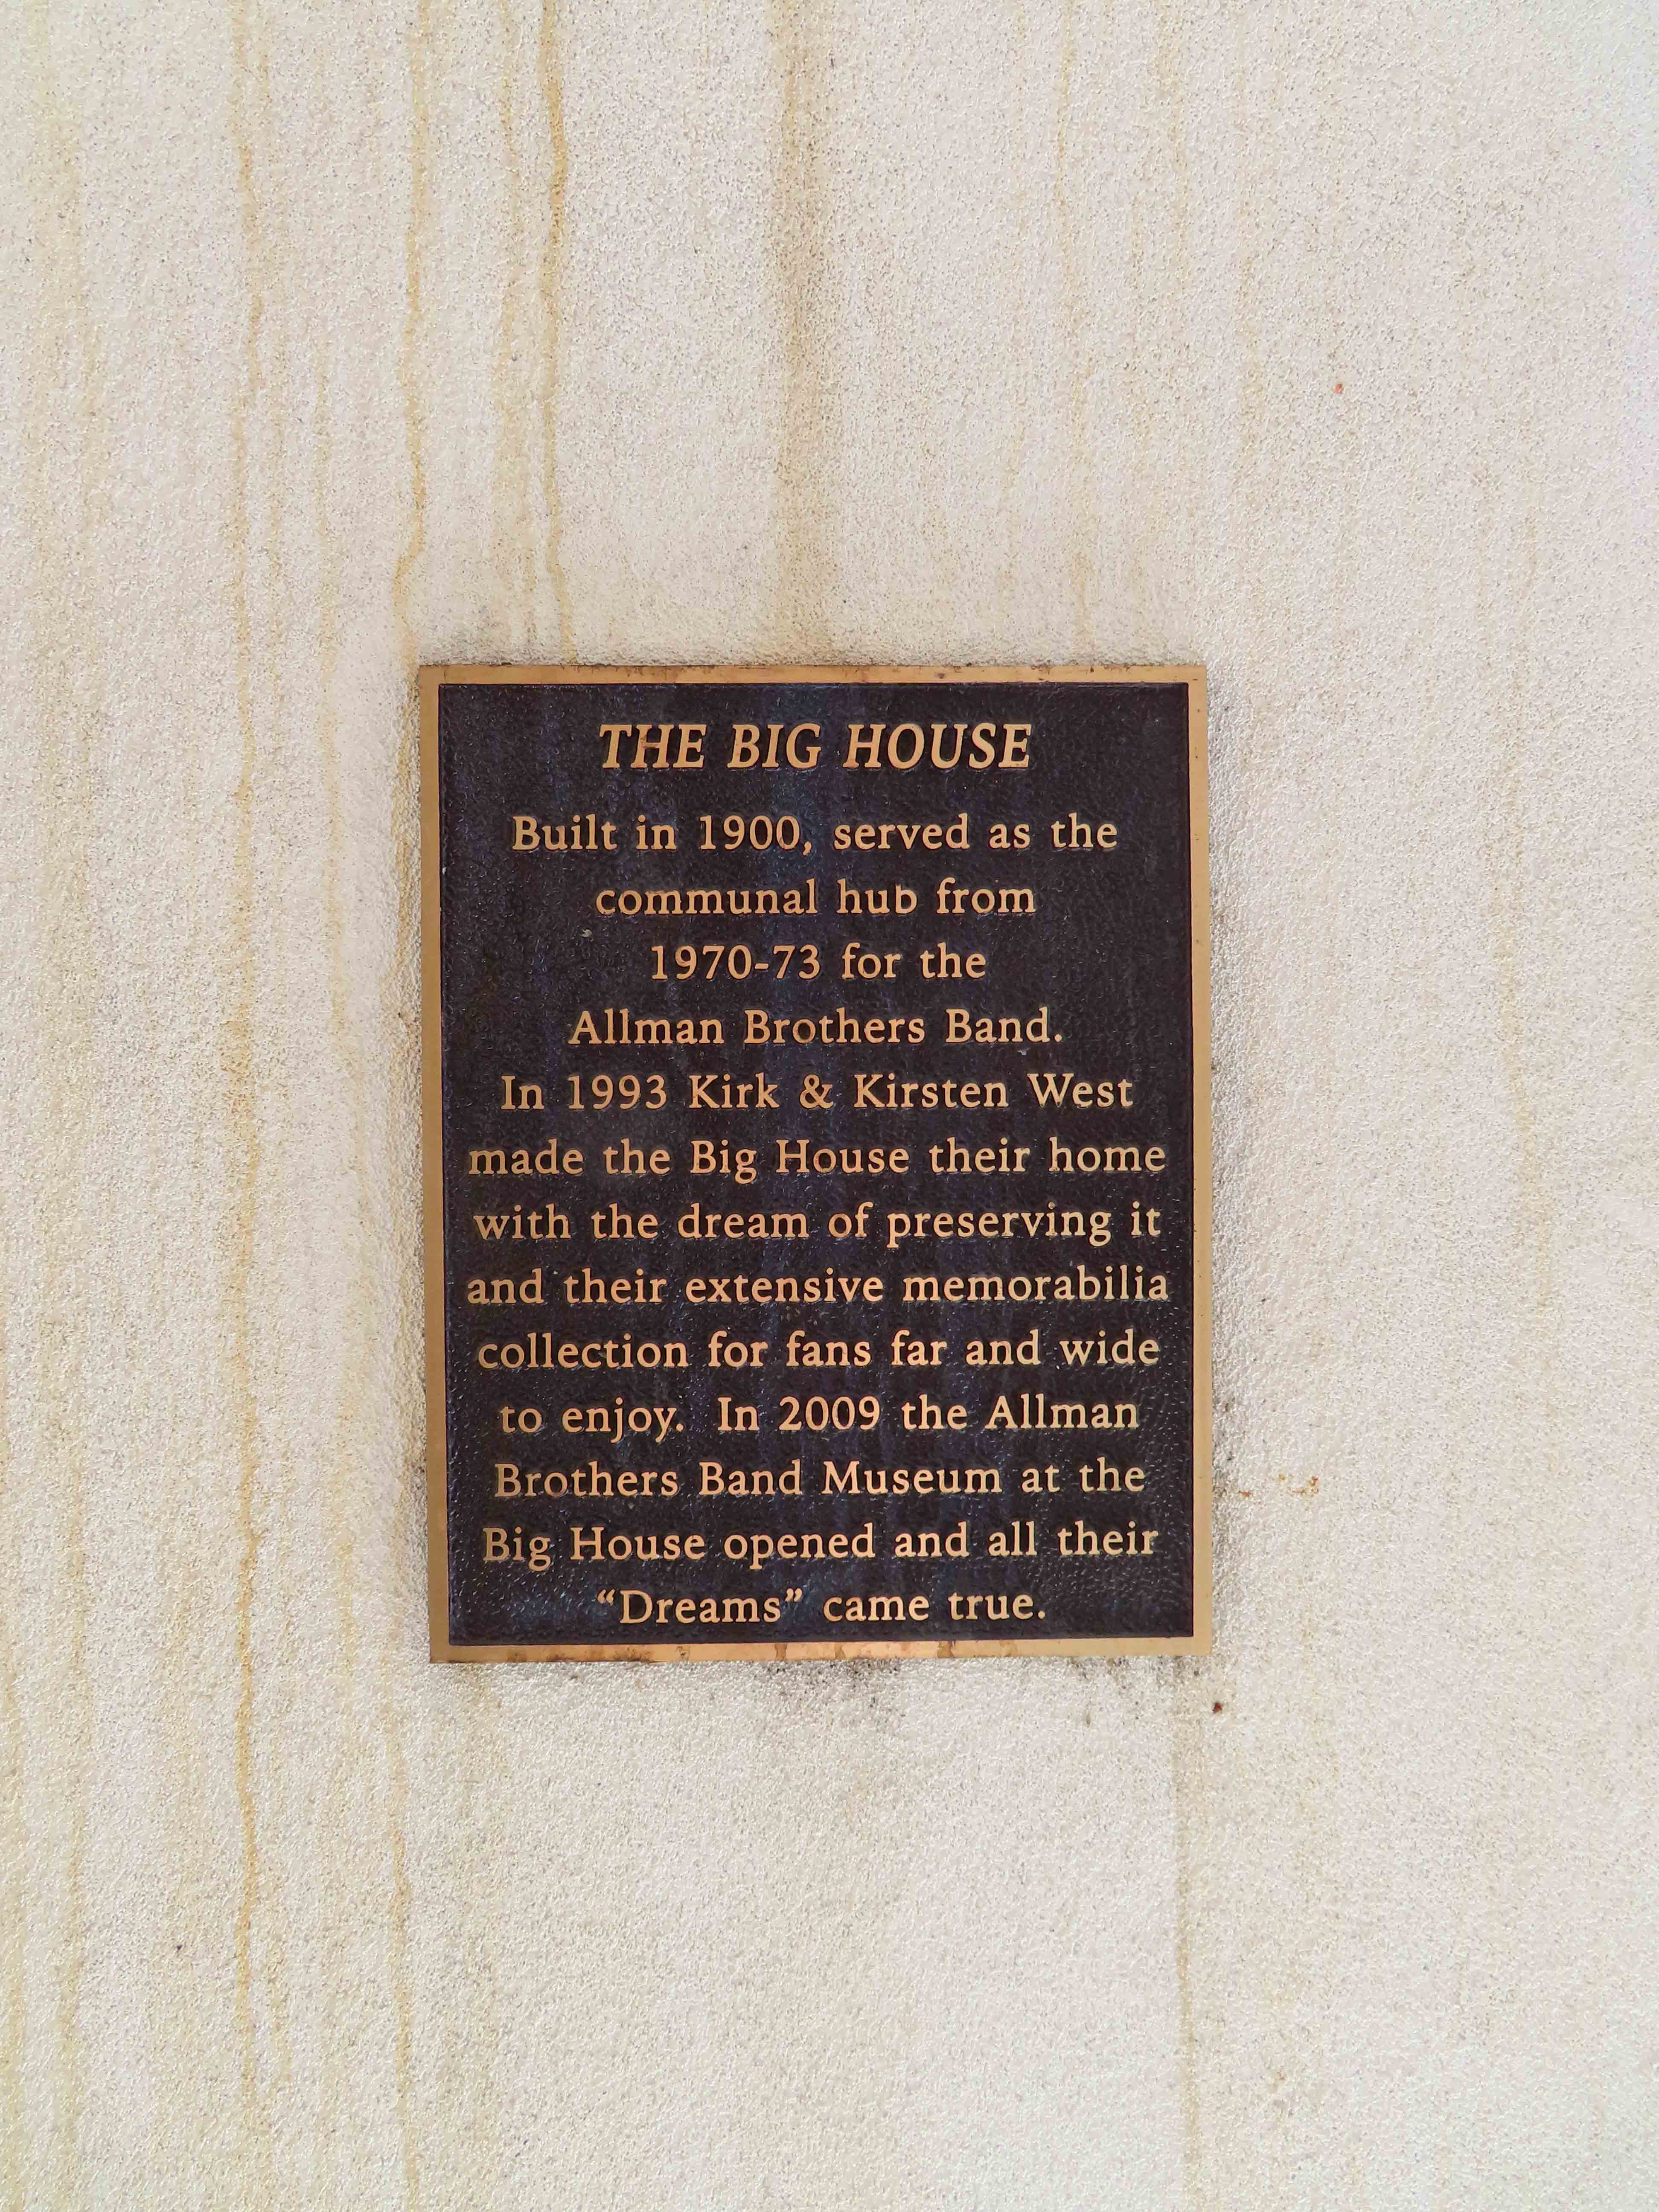 THE BIG HOUSE
Built in 1900, served as the
communal hub from
1970-73 for the
Allman Brothers Band.
In 1993 Kirk & Kirsten West
made the Big House their home
with the dream of preserving it
and their extensive memorabilia
collection for fans far and wide
to enjoy. In 2009 the Allman
Brothers Band Museum at the
Big House opened and all their
“Dreams” came true.